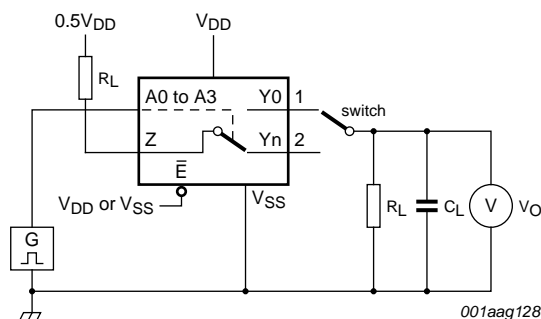 0.5VDD
VDD
RL
A0 to A3
Y0
1
switch
Z
Yn
2
E̅
VDD or VSS
VSS
G
RL
CL
V
VO
001aag128